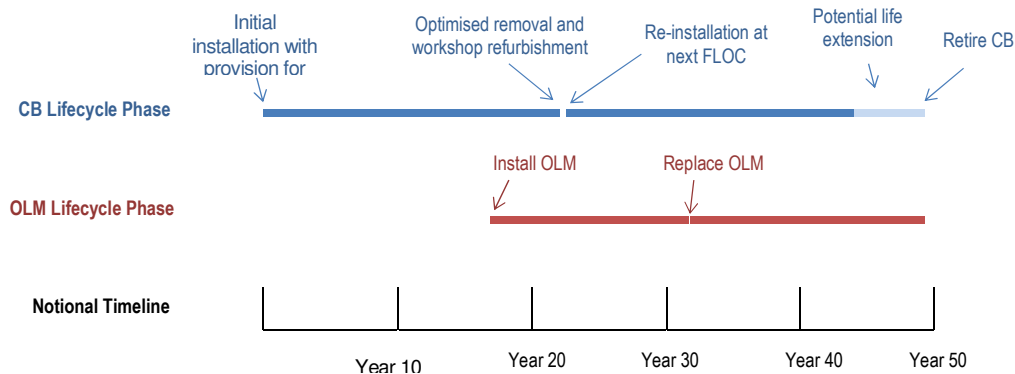 Initial
installation with
provision for
Optimised removal and
workshop refurbishment
Re-installation at
next FLOC
Potential life
extension
Retire CB
CB Lifecycle Phase
Install OLM
Replace OLM
OLM Lifecycle Phase
Notional Timeline
Year 10
Year 20
Year 30
Year 40
Year 50